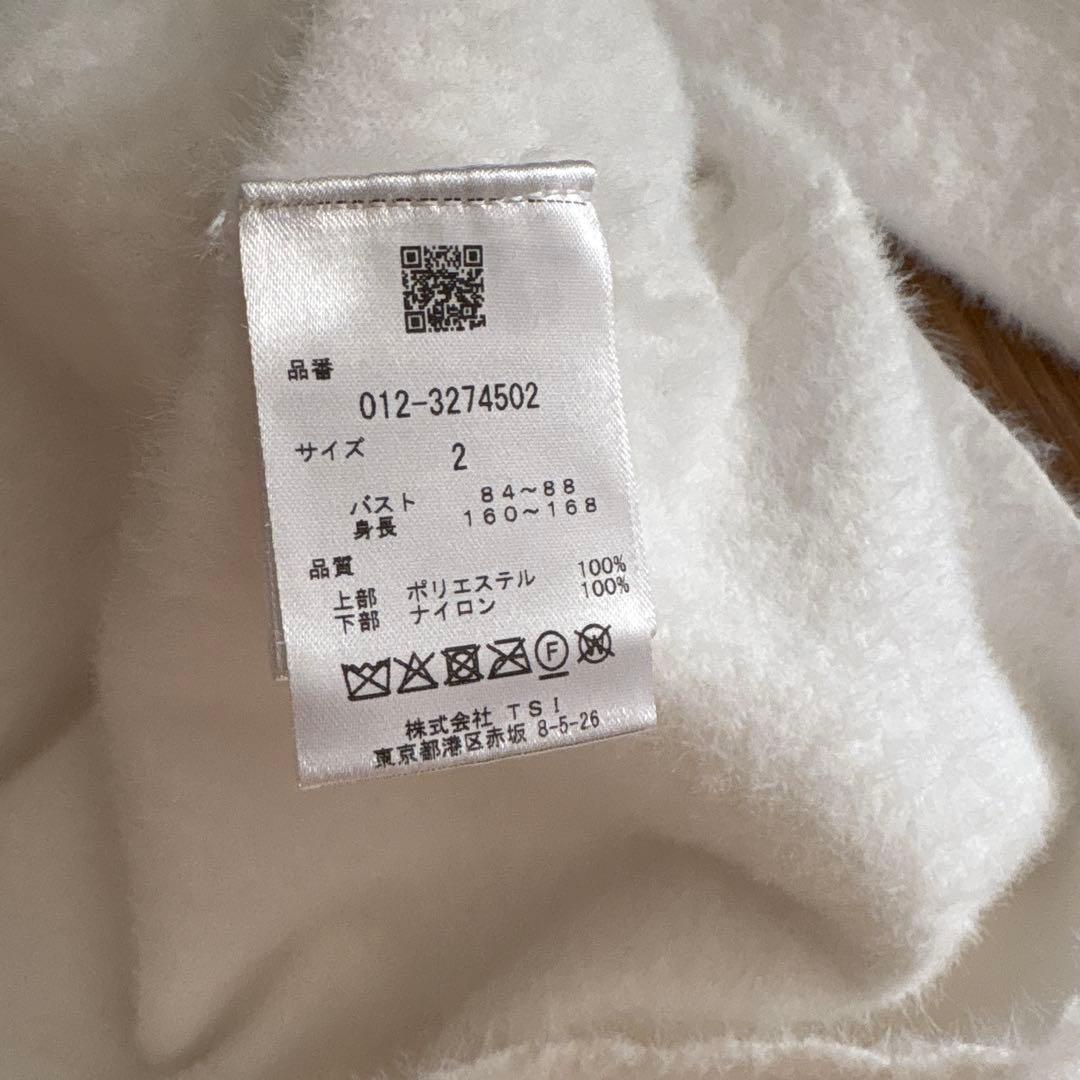 品番
012-3274502
サイズ 2
バスト 84～88
身長 160～168
品質
上部 ポリエステル 100%
下部 ナイロン 100%
F W
株式会社 TSI
東京都港区赤坂 8-5-26